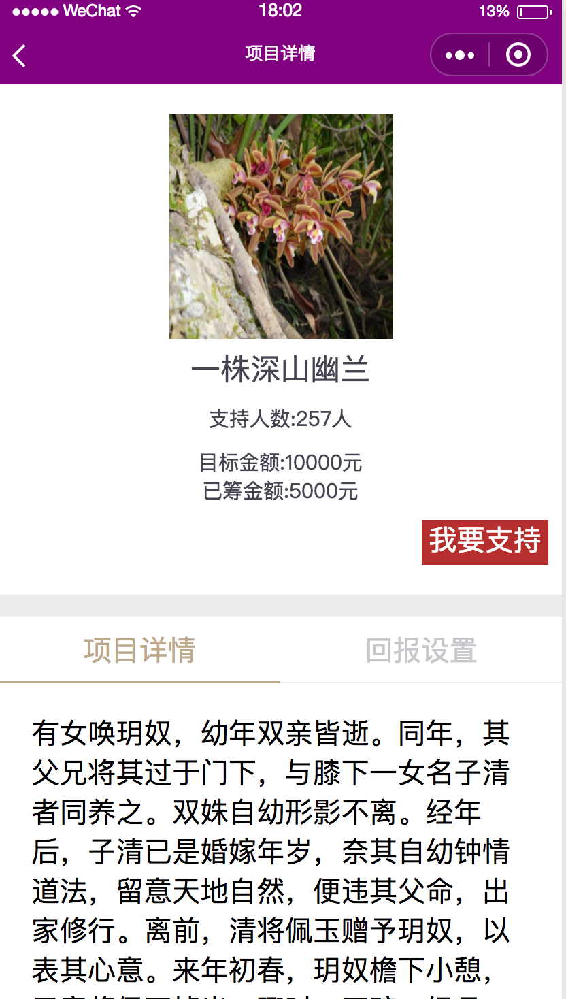 WeChat
18:02
13%
项目详情
一株深山幽兰
支持人数:257人
目标金额:10000元
已筹金额:5000元
我要支持
项目详情
回报设置
有女唤玥奴，幼年双亲皆逝。同年，其
父兄将其过于门下，与膝下一女名子清
者同养之。双姝自幼形影不离。经年
后，子清已是婚嫁年岁，奈其自幼钟情
道法，留意天地自然，便违其父命，出
家修行。离前，清将佩玉赠予玥奴，以
表其心意。来年初春，玥奴檐下小憩，